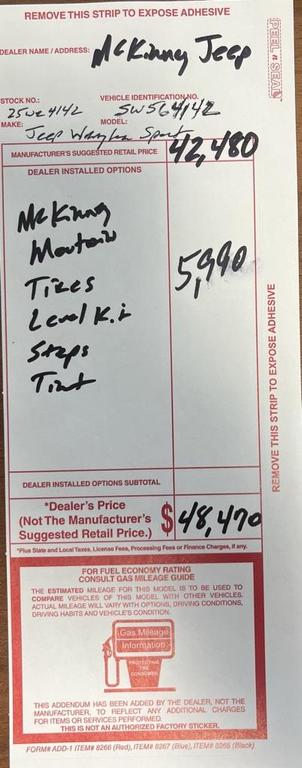 REMOVE THIS STRIP TO EXPOSE ADHESIVE
PEEL n SEAL
DEALER NAME / ADDRESS: McKinny Jeep
STOCK NO.: VEHICLE IDENTIFICATION NO.
25UC4142 SW564142
MAKE: MODEL:
Jeep Wrangler Sport
MANUFACTURER'S SUGGESTED RETAIL PRICE 42,480
DEALER INSTALLED OPTIONS
McKinny
Mountain
Tires
Level Kit
Steps
Tint
5,990
REMOVE THIS STRIP TO EXPOSE ADHESIVE
DEALER INSTALLED OPTIONS SUBTOTAL
*Dealer's Price
(Not The Manufacturer's
Suggested Retail Price.) $48,470
*Plus State and Local Taxes, License Fees, Processing Fees or Finance Charges, if any.
FOR FUEL ECONOMY RATING
CONSULT GAS MILEAGE GUIDE
THE ESTIMATED MILEAGE FOR THIS MODEL IS TO BE USED TO
COMPARE VEHICLES OF THIS MODEL WITH OTHER VEHICLES.
ACTUAL MILEAGE WILL VARY WITH OPTIONS, DRIVING CONDITIONS,
DRIVING HABITS AND VEHICLE'S CONDITION.
Gas Mileage
Information
PROTECTING
THE
CONSUMER
THIS ADDENDUM HAS BEEN ADDED BY THE DEALER, NOT THE
MANUFACTURER, TO REFLECT ANY ADDITIONAL CHARGES
FOR ITEMS OR SERVICES PERFORMED.
THIS IS NOT AN AUTHORIZED FACTORY STICKER.
FORM# ADD-1 ITEM# 8266 (Red), ITEM# 8267 (Blue), ITEM# 8268 (Black)